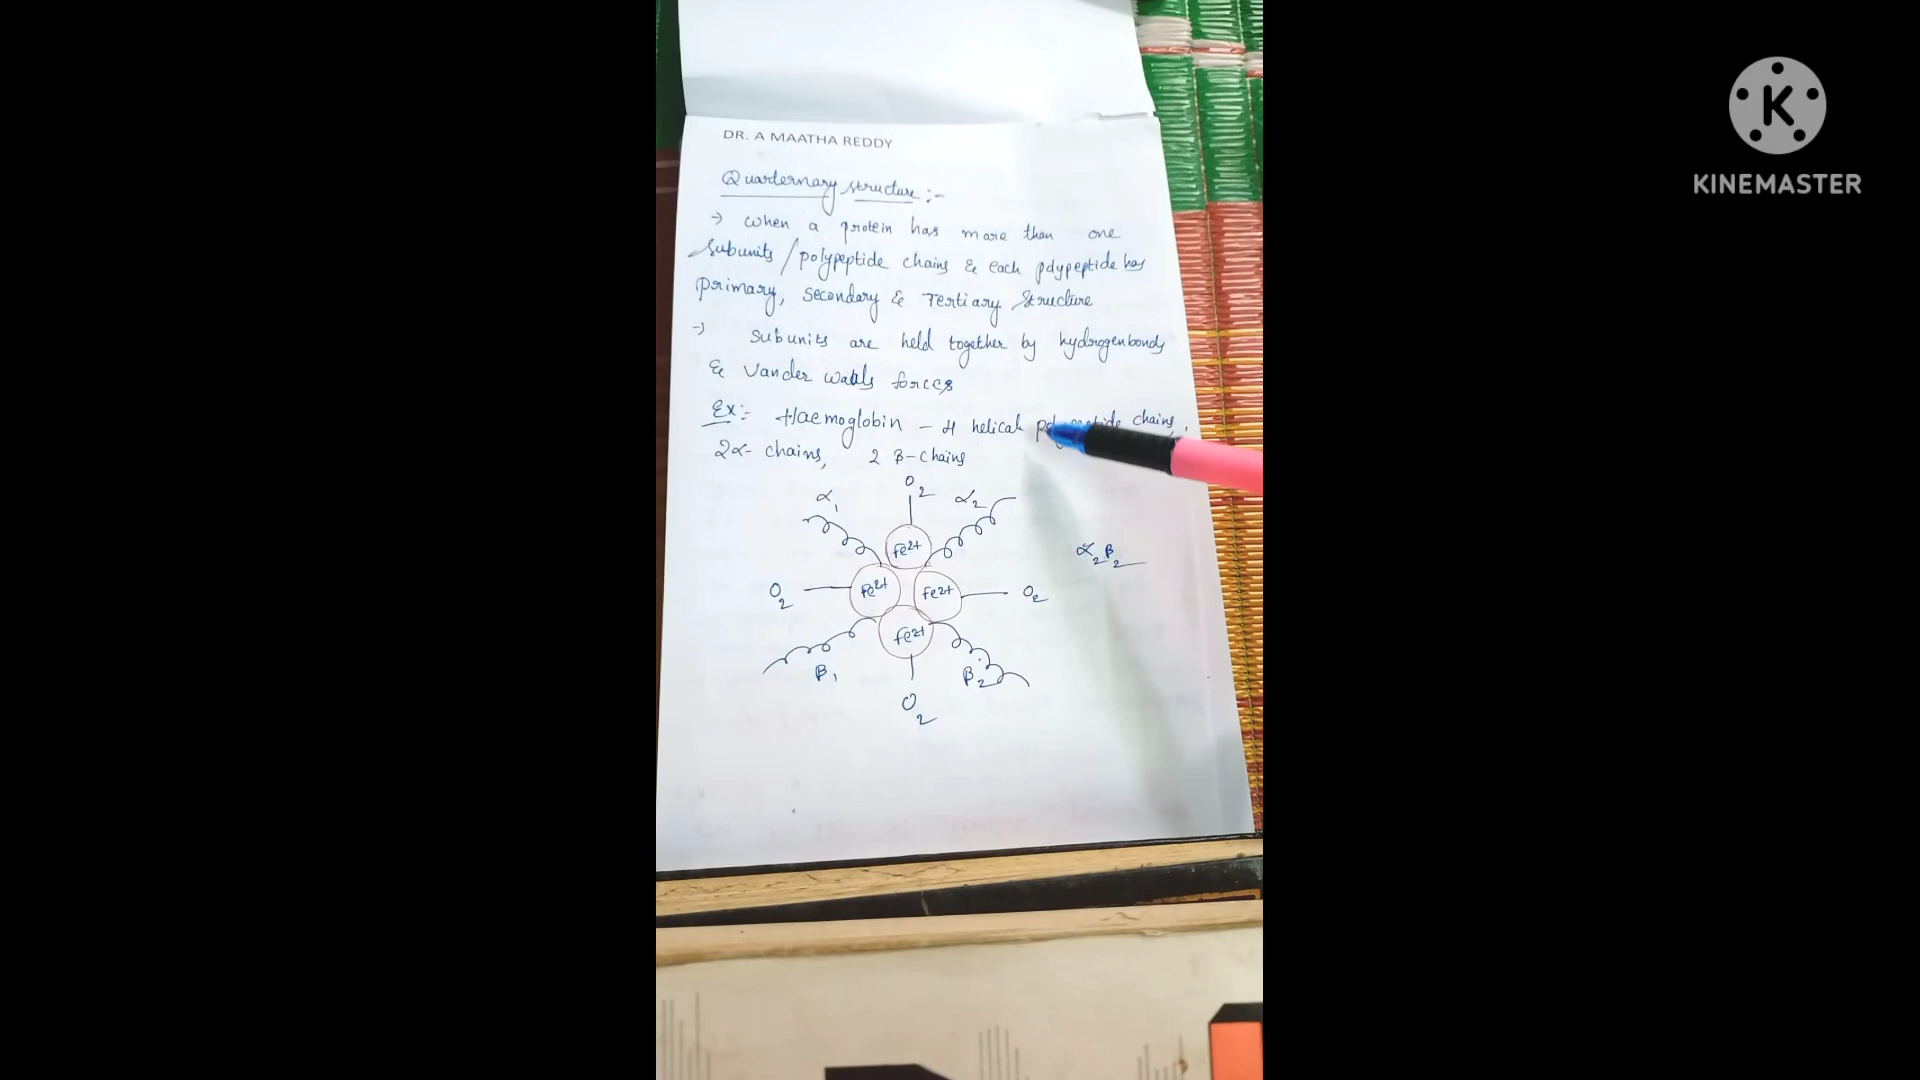 DR. A MAATHA REDDY
Quarternary structure :-
→ When a protein has more than one
subunits / polypeptide chains & each polypeptide has
primary, secondary & Tertiary structure
→ subunits are held together by hydrogen bonds
& Vander waals forces
Ex:- Haemoglobin - 4 helical polypeptide chains,
2α- chains, 2 β-chains
O2
α1 α2
Fe2+
α2β2
O2 Fe2+ Fe2+ O2
Fe2+
β1 β2
O2
K
KINEMASTER